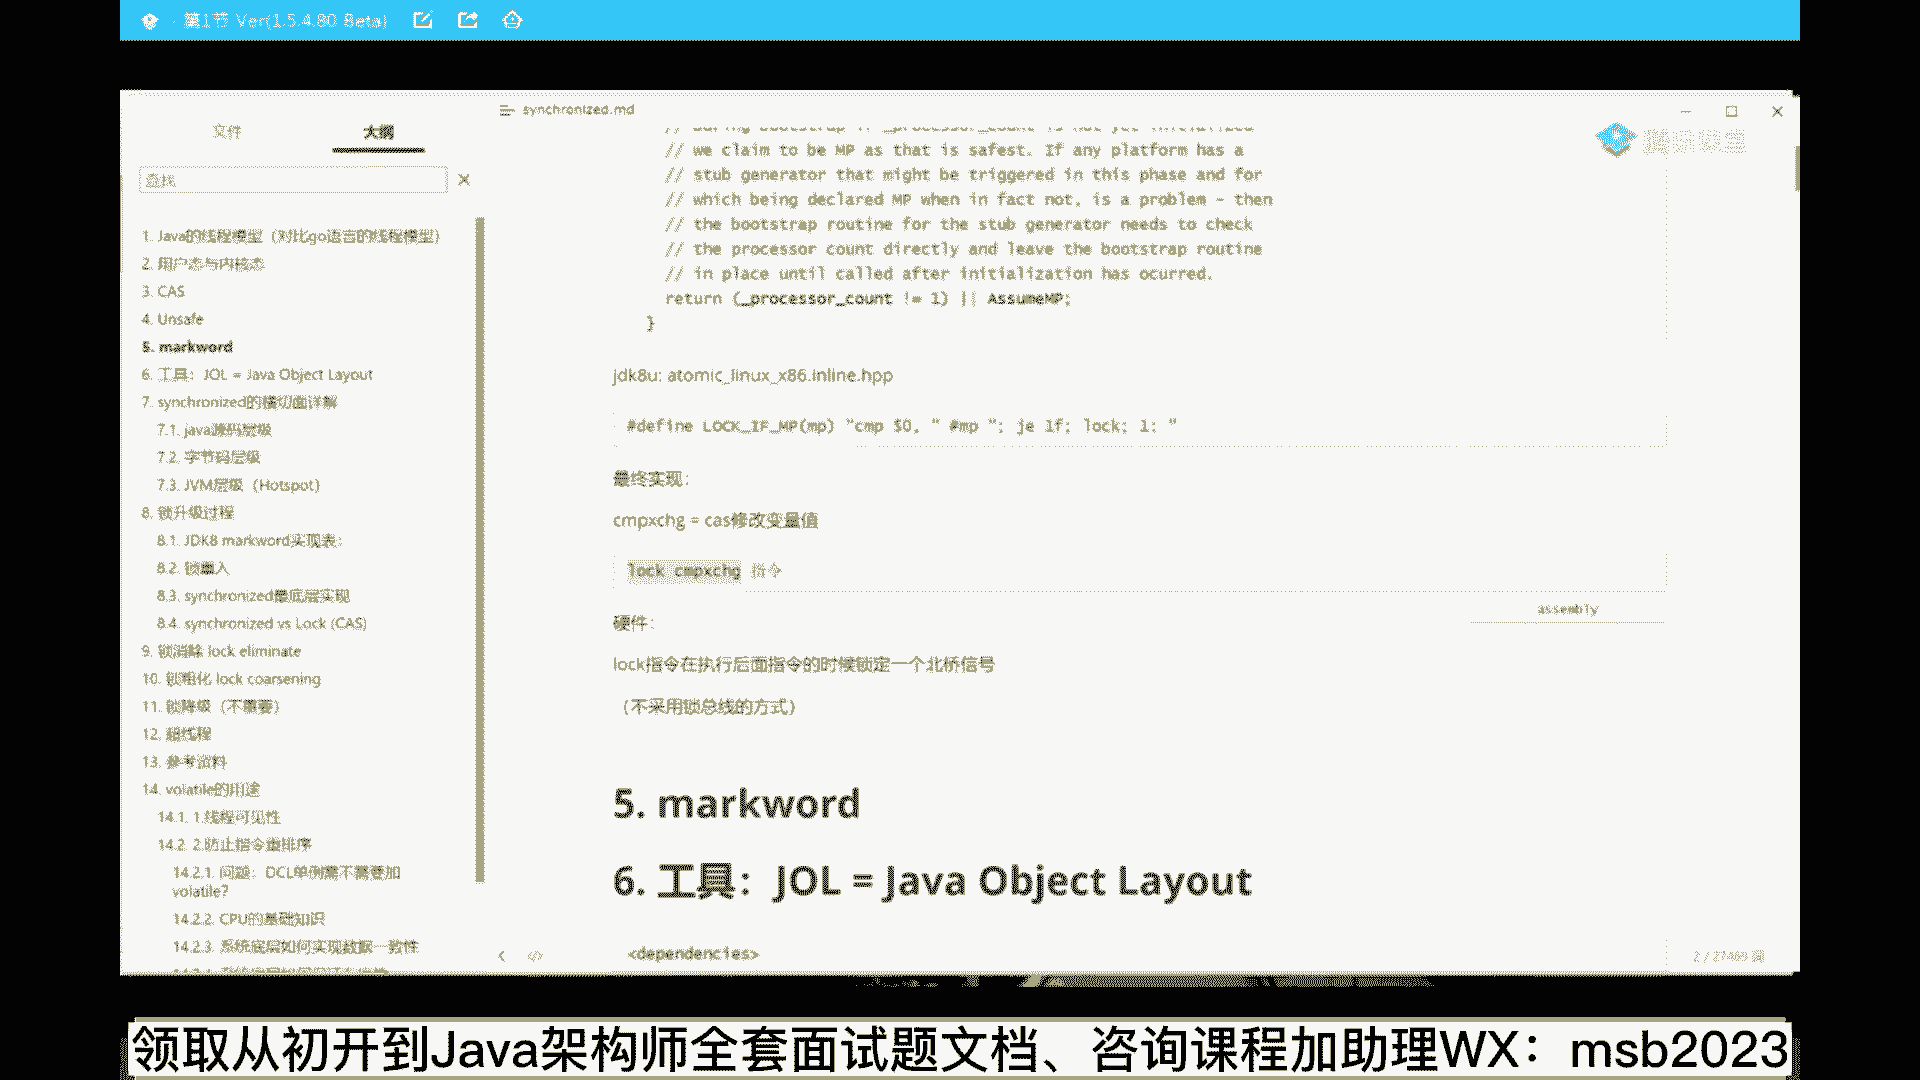 第1节 Ver(1.5.4.80 Beta)
synchronized.md
文件
大纲
查找
1. Java的线程模型（对比go语言的线程模型）
2. 用户态与内核态
3. CAS
4. Unsafe
5. markword
6. 工具：JOL = Java Object Layout
7. synchronized的横切面详解
7.1. java源码层级
7.2. 字节码层级
7.3. JVM层级（Hotspot）
8. 锁升级过程
8.1. JDK8 markword实现表：
8.2. 锁重入
8.3. synchronized最底层实现
8.4. synchronized vs Lock (CAS)
9. 锁消除 lock eliminate
10. 锁粗化 lock coarsening
11. 锁降级（不重要）
12. 超线程
13. 参考资料
14. volatile的用途
14.1. 1.线程可见性
14.2. 2.防止指令重排序
14.2.1. 问题：DCL单例需不需要加
volatile？
14.2.2. CPU的基础知识
14.2.3. 系统底层如何实现数据一致性
// during bootstrap if _processor_count is not yet initialized
// we claim to be MP as that is safest. If any platform has a
// stub generator that might be triggered in this phase and for
// which being declared MP when in fact not, is a problem - then
// the bootstrap routine for the stub generator needs to check
// the processor count directly and leave the bootstrap routine
// in place until called after initialization has ocurred.
return (_processor_count != 1) || AssumeMP;
}
jdk8u: atomic_linux_x86.inline.hpp
#define LOCK_IF_MP(mp) "cmp $0, " #mp "; je 1f; lock; 1: "
最终实现：
cmpxchg = cas修改变量值
lock cmpxchg 指令
assembly
硬件：
lock指令在执行后面指令的时候锁定一个北桥信号
（不采用锁总线的方式）
5. markword
6. 工具：JOL = Java Object Layout
<dependencies>
2 / 27469 词
腾讯课堂
领取从初开到Java架构师全套面试题文档、咨询课程加助理WX：msb2023